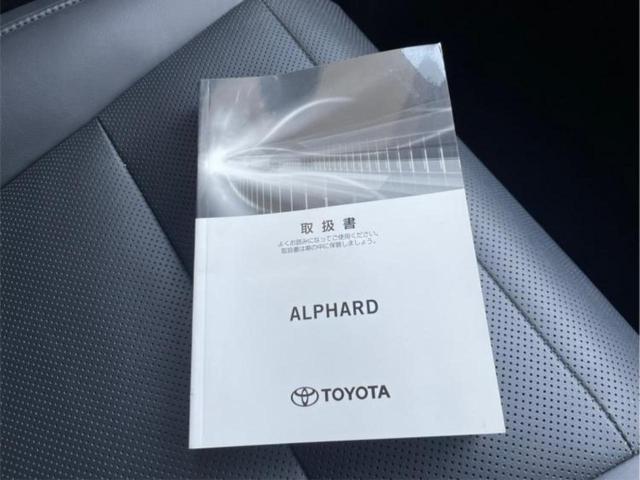 取扱書
よくお読みになってご使用ください。
取扱書は車の中に保管しましょう。
ALPHARD
TOYOTA